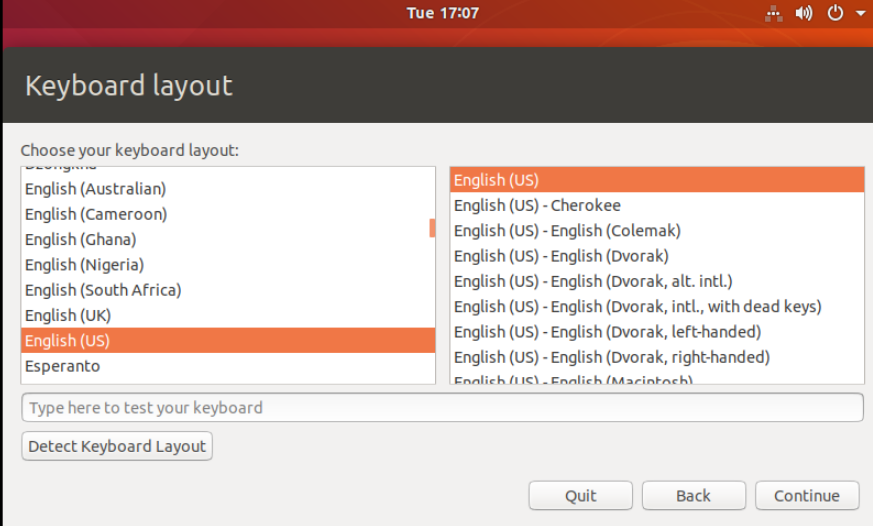 Tue 17:07
Keyboard layout
Choose your keyboard layout:
Dzongkha
English (Australian)
English (Cameroon)
English (Ghana)
English (Nigeria)
English (South Africa)
English (UK)
English (US)
Esperanto
English (US)
English (US) - Cherokee
English (US) - English (Colemak)
English (US) - English (Dvorak)
English (US) - English (Dvorak, alt. intl.)
English (US) - English (Dvorak, intl., with dead keys)
English (US) - English (Dvorak, left-handed)
English (US) - English (Dvorak, right-handed)
English (US) - English (Macintosh)
Type here to test your keyboard
Detect Keyboard Layout
Quit
Back
Continue